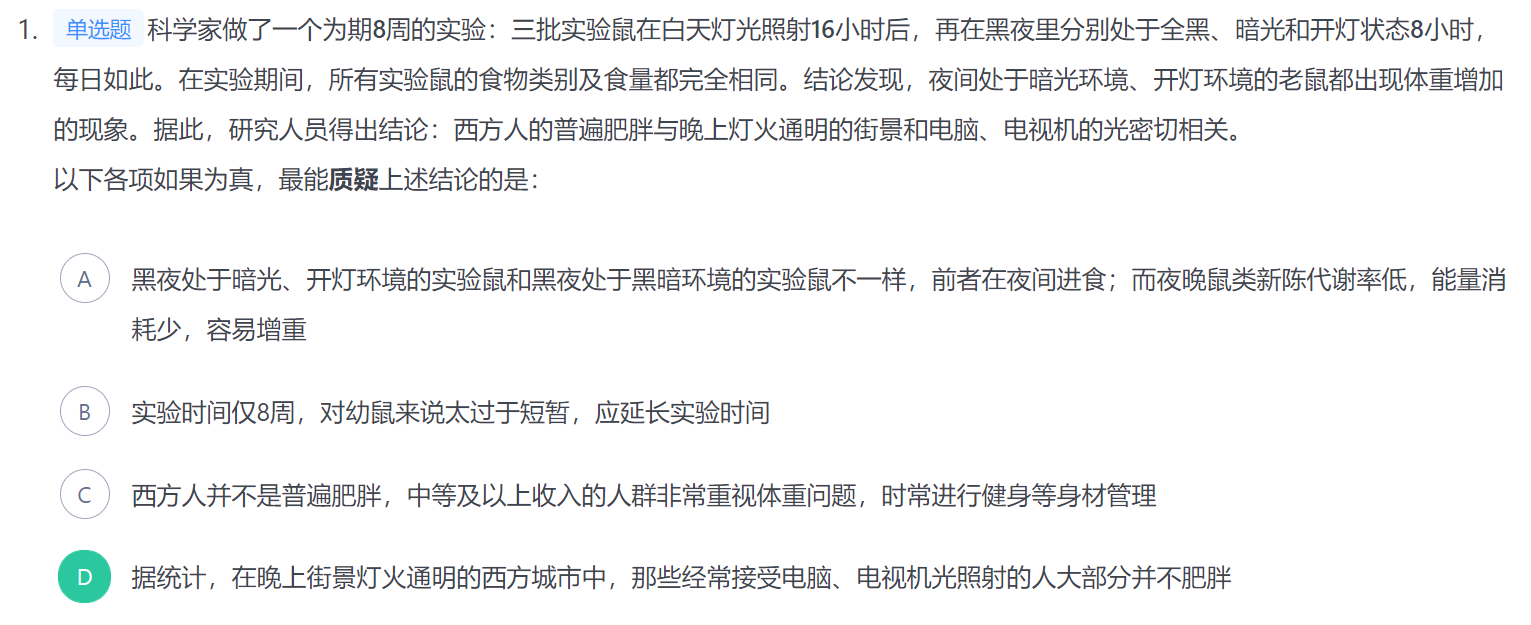 1. 单选题 科学家做了一个为期8周的实验：三批实验鼠在白天灯光照射16小时后，再在黑夜里分别处于全黑、暗光和开灯状态8小时，
每日如此。在实验期间，所有实验鼠的食物类别及食量都完全相同。结论发现，夜间处于暗光环境、开灯环境的老鼠都出现体重增加
的现象。据此，研究人员得出结论：西方人的普遍肥胖与晚上灯火通明的街景和电脑、电视机的光密切相关。
以下各项如果为真，最能质疑上述结论的是：
A 黑夜处于暗光、开灯环境的实验鼠和黑夜处于黑暗环境的实验鼠不一样，前者在夜间进食；而夜晚鼠类新陈代谢率低，能量消
耗少，容易增重
B 实验时间仅8周，对幼鼠来说太过于短暂，应延长实验时间
C 西方人并不是普遍肥胖，中等及以上收入的人群非常重视体重问题，时常进行健身等身材管理
D 据统计，在晚上街景灯火通明的西方城市中，那些经常接受电脑、电视机光照射的人大部分并不肥胖